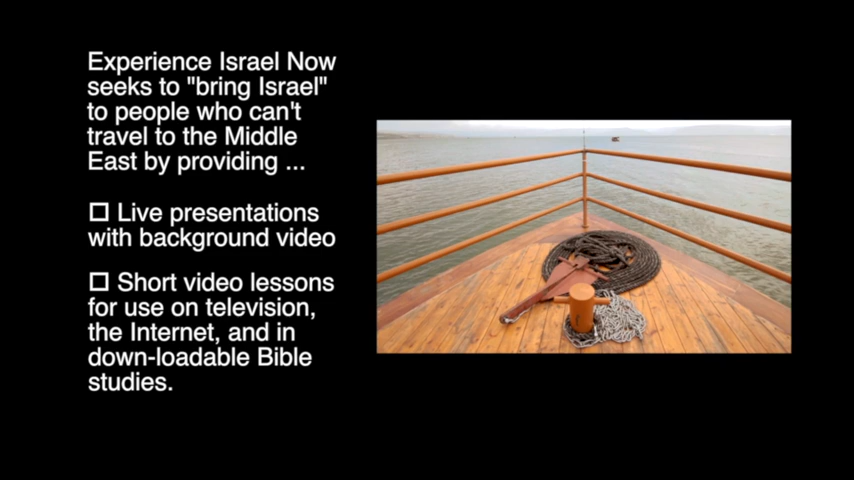 Experience Israel Now
seeks to "bring Israel"
to people who can't
travel to the Middle
East by providing ...
☐ Live presentations
with background video
☐ Short video lessons
for use on television,
the Internet, and in
down-loadable Bible
studies.